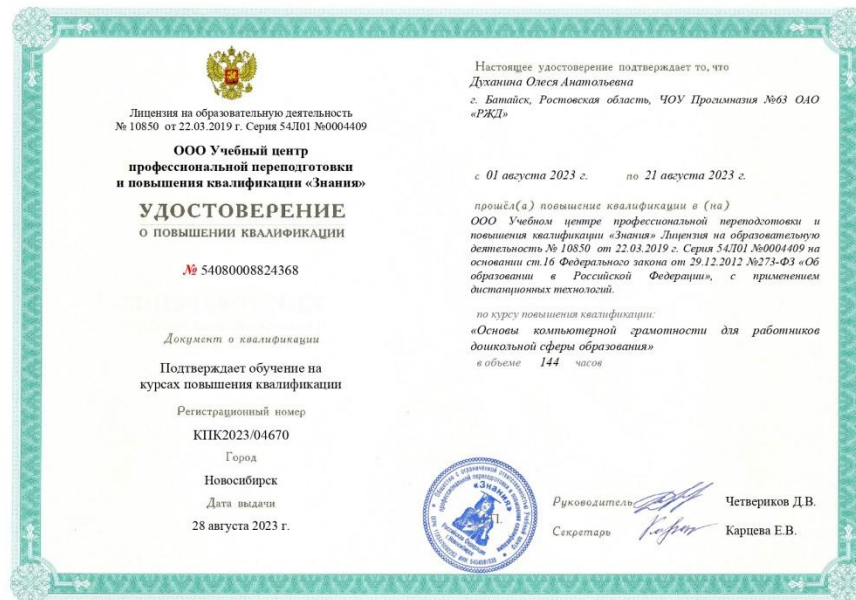 Лицензия на образовательную деятельность
№ 10850 от 22.03.2019 г. Серия 54Л01 №0004409
ООО Учебный центр
профессиональной переподготовки
и повышения квалификации «Знания»
УДОСТОВЕРЕНИЕ
О ПОВЫШЕНИИ КВАЛИФИКАЦИИ
№ 54080008824368
Документ о квалификации
Подтверждает обучение на
курсах повышения квалификации
Регистрационный номер
КПК2023/04670
Город
Новосибирск
Дата выдачи
28 августа 2023 г.
Настоящее удостоверение подтверждает то, что
Духанина Олеся Анатольевна
г. Батайск, Ростовская область, ЧОУ Прогимназия №63 ОАО
«РЖД»
с 01 августа 2023 г. по 21 августа 2023 г.
прошёл(а) повышение квалификации в (на)
ООО Учебном центре профессиональной переподготовки и
повышения квалификации «Знания» Лицензия на образовательную
деятельность № 10850 от 22.03.2019 г. Серия 54Л01 №0004409 на
основании ст.16 Федерального закона от 29.12.2012 №273-ФЗ «Об
образовании в Российской Федерации», с применением
дистанционных технологий.
по курсу повышения квалификации:
«Основы компьютерной грамотности для работников
дошкольной сферы образования»
в объеме 144 часов
«Знания»
Руководитель Четвериков Д.В.
Секретарь Карцева Е.В.